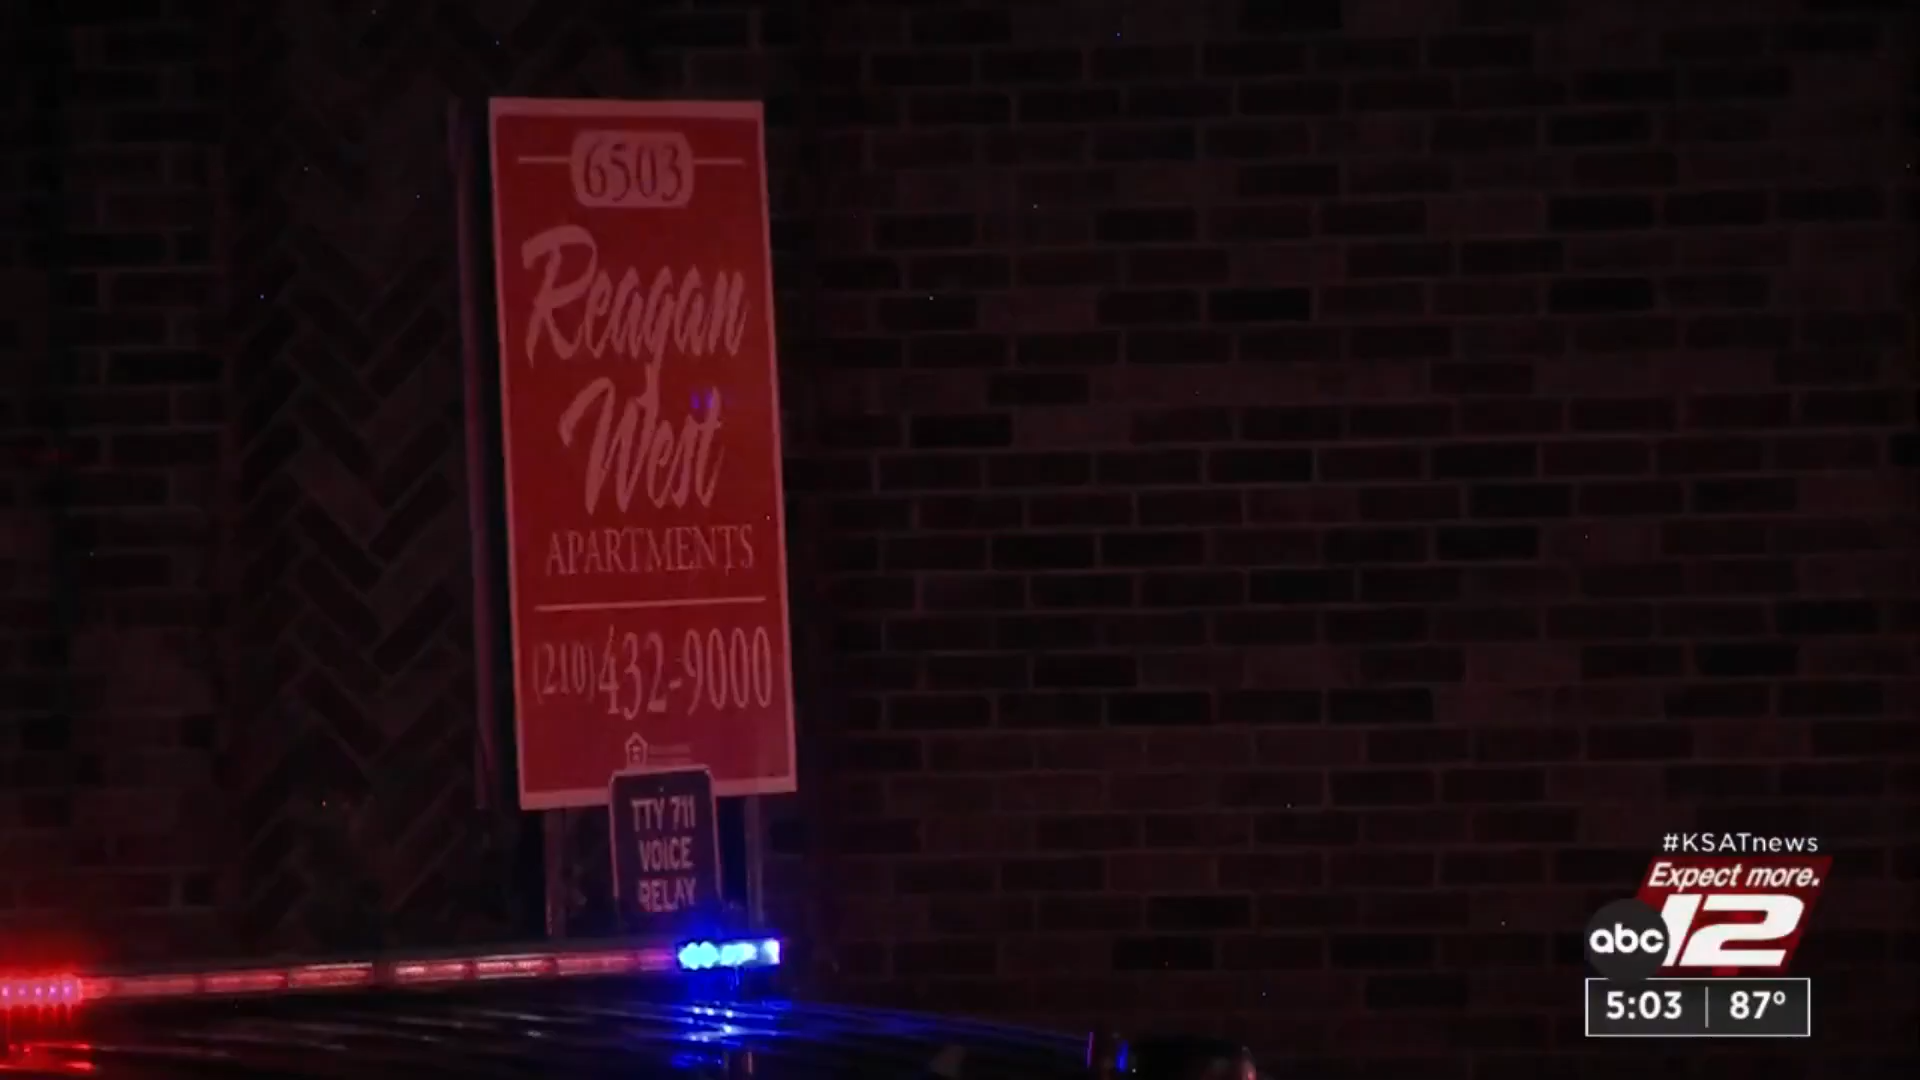 6503
Reagan
West
APARTMENTS
(210)432-9000
TTY 711
VOICE
RELAY
#KSATnews
Expect more.
abc 12
5:03 87°